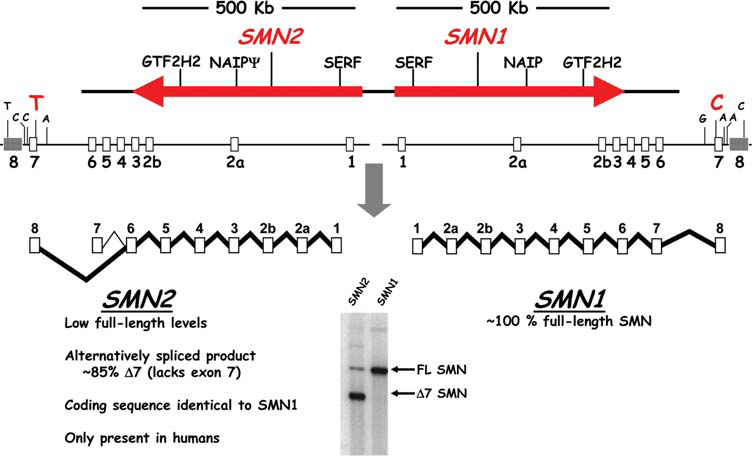 500 Kb 500 Kb
SMN2 SMN1
GTF2H2 NAIPΨ SERF SERF NAIP GTF2H2
T C C T A G C A A C
8 7 6 5 4 3 2b 2a 1 1 2a 2b 3 4 5 6 7 8
8 7 6 5 4 3 2b 2a 1 1 2a 2b 3 4 5 6 7 8
SMN2 SMN1
Low full-length levels
~100 % full-length SMN
SMN2 SMN1
Alternatively spliced product
~85% Δ7 (lacks exon 7)
FL SMN
Δ7 SMN
Coding sequence identical to SMN1
Only present in humans